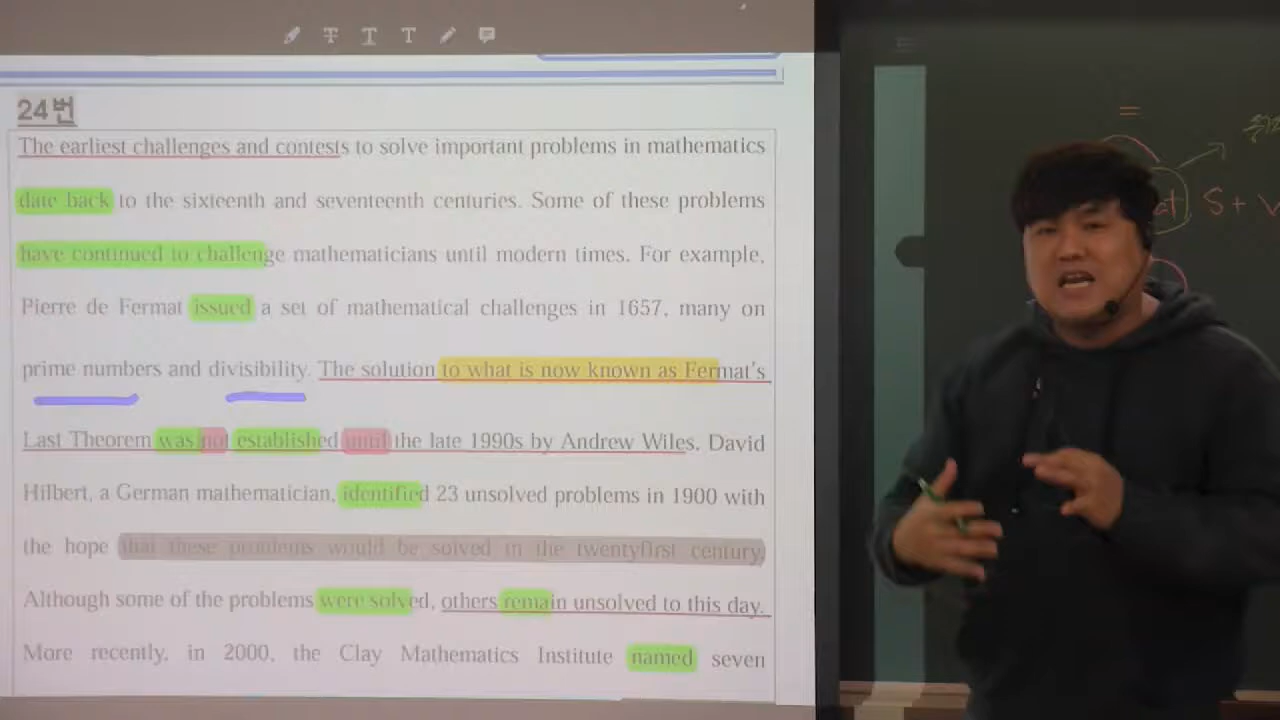 24번
The earliest challenges and contests to solve important problems in mathematics
date back to the sixteenth and seventeenth centuries. Some of these problems
have continued to challenge mathematicians until modern times. For example,
Pierre de Fermat issued a set of mathematical challenges in 1657, many on
prime numbers and divisibility. The solution to what is now known as Fermat's
Last Theorem was not established until the late 1990s by Andrew Wiles. David
Hilbert, a German mathematician, identified 23 unsolved problems in 1900 with
the hope that these problems would be solved in the twentyfirst century.
Although some of the problems were solved, others remain unsolved to this day.
More recently, in 2000, the Clay Mathematics Institute named seven
=
at S + V